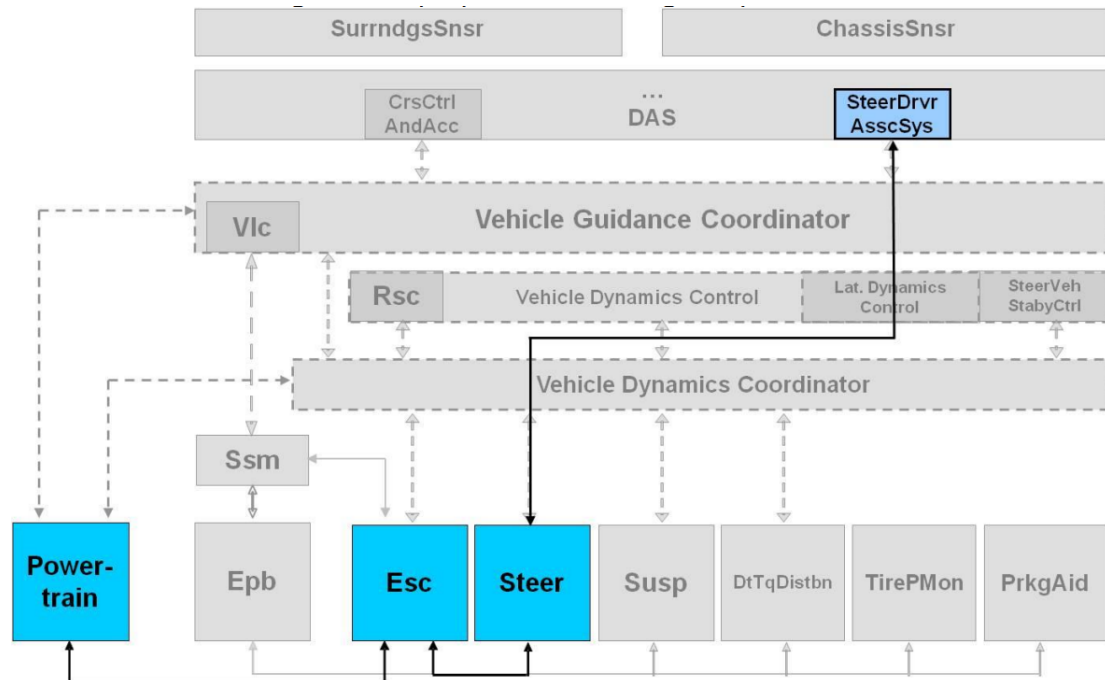 SurrndgsSnsr
ChassisSnsr
CrsCtrl
AndAcc
...
DAS
SteerDrvr
AsscSys
Vlc
Vehicle Guidance Coordinator
Rsc
Vehicle Dynamics Control
Lat. Dynamics
Control
SteerVeh
StabyCtrl
Vehicle Dynamics Coordinator
Ssm
Power-
train
Epb
Esc
Steer
Susp
DtTqDistbn
TirePMon
PrkgAid